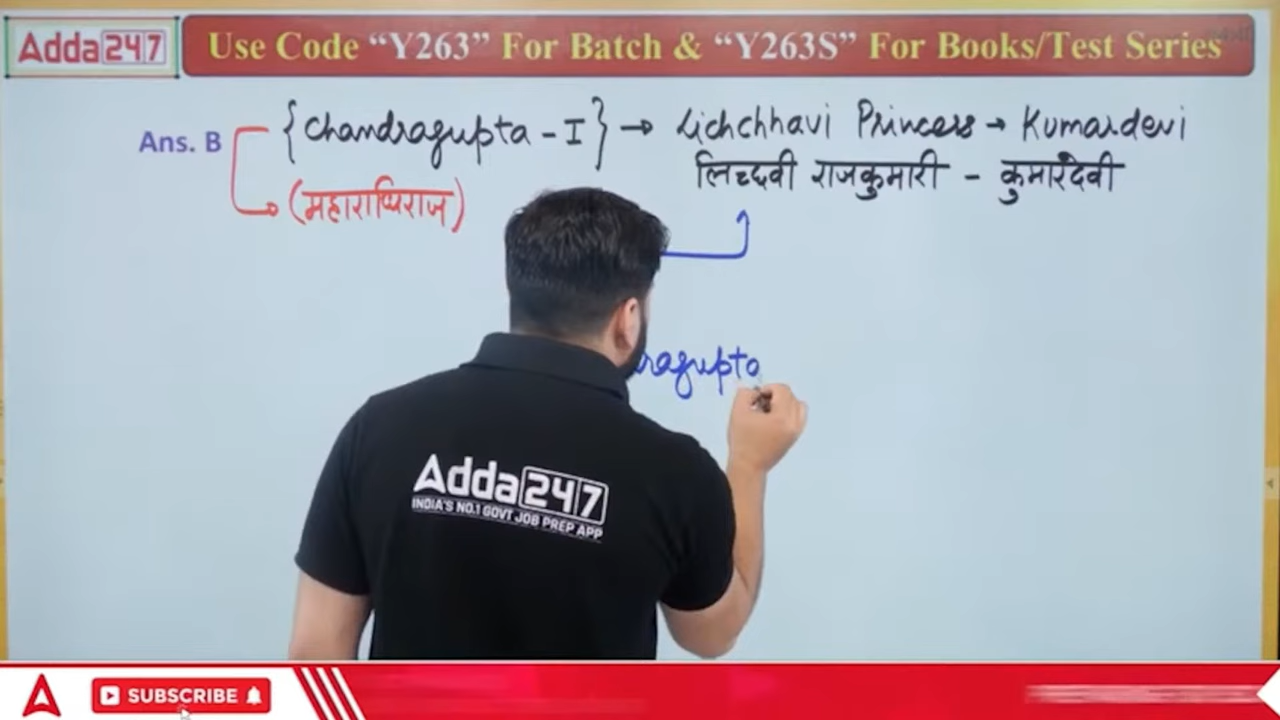 Adda247
Use Code “Y263” For Batch & “Y263S” For Books/Test Series
Ans. B
{Chandragupta - I} → Lichchhavi Princess → Kumardevi
लिच्छवी राजकुमारी - कुमारदेवी
(महाराधिराज)
ragupta
Adda247
INDIA'S NO.1 GOVT JOB PREP APP
SUBSCRIBE